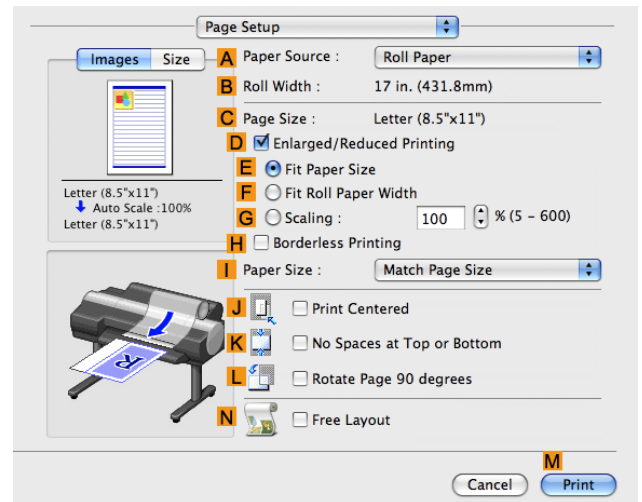 Page Setup
Images Size
A Paper Source : Roll Paper
B Roll Width : 17 in. (431.8mm)
C Page Size : Letter (8.5"x11")
D Enlarged/Reduced Printing
E Fit Paper Size
F Fit Roll Paper Width
G Scaling : 100 % (5 - 600)
H Borderless Printing
I Paper Size : Match Page Size
Letter (8.5"x11")
Auto Scale :100%
Letter (8.5"x11")
J Print Centered
K No Spaces at Top or Bottom
L Rotate Page 90 degrees
N Free Layout
R
M
Cancel Print